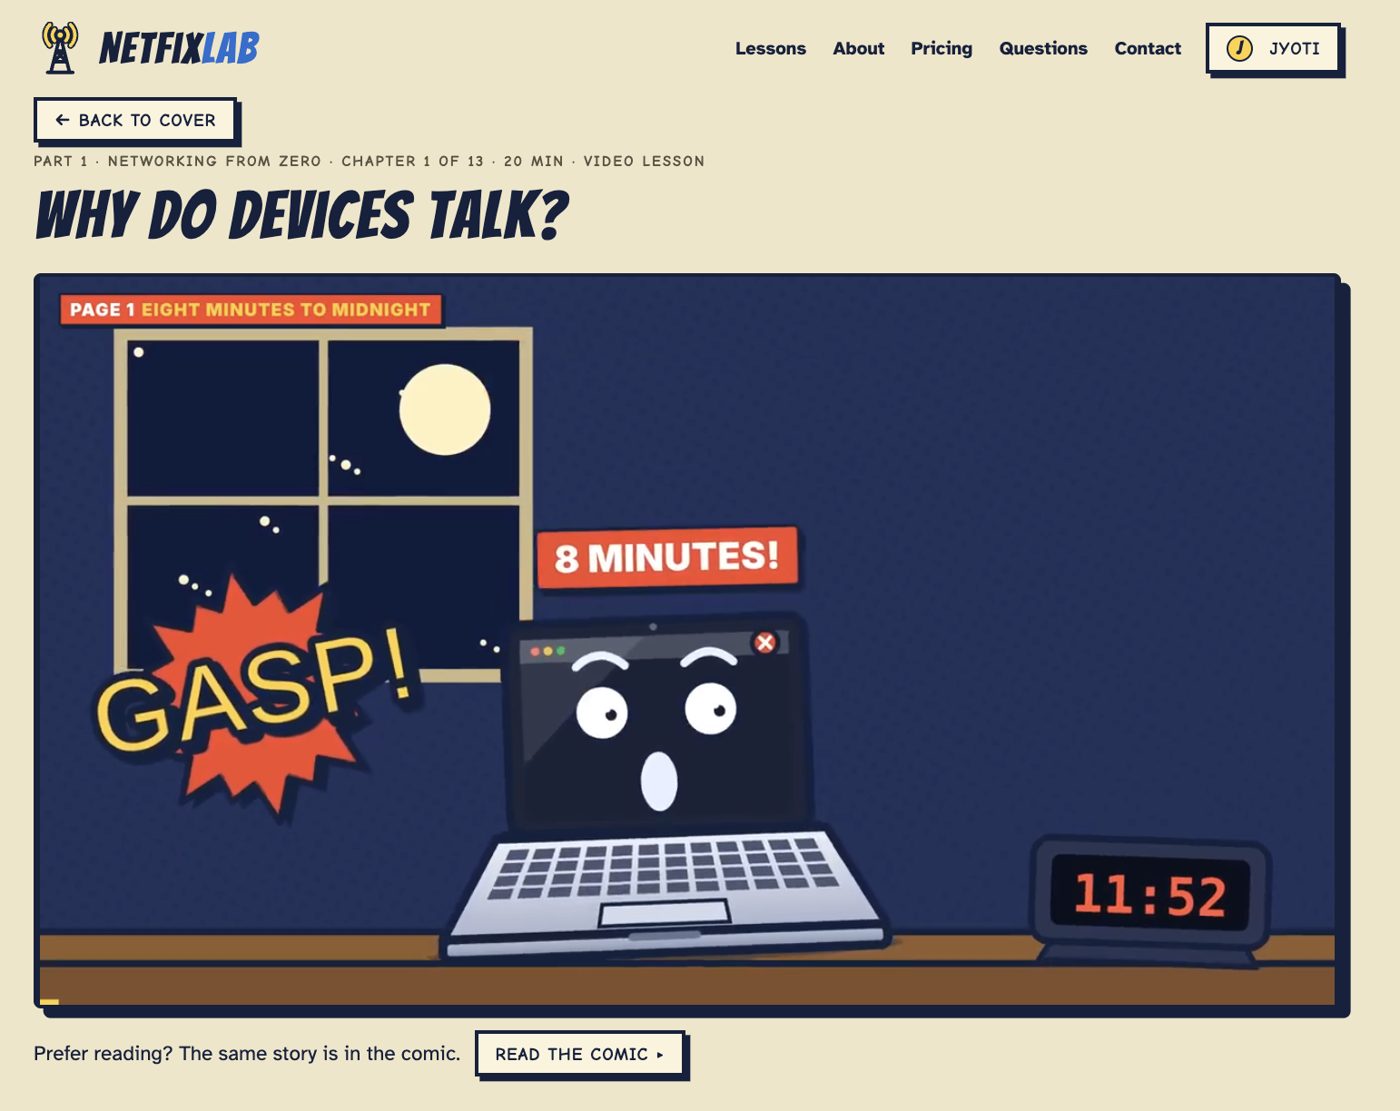 NETFIXLAB
Lessons About Pricing Questions Contact J JYOTI
← BACK TO COVER
PART 1 · NETWORKING FROM ZERO · CHAPTER 1 OF 13 · 20 MIN · VIDEO LESSON
WHY DO DEVICES TALK?
PAGE 1 EIGHT MINUTES TO MIDNIGHT
8 MINUTES!
GASP!
11:52
Prefer reading? The same story is in the comic. READ THE COMIC ▸